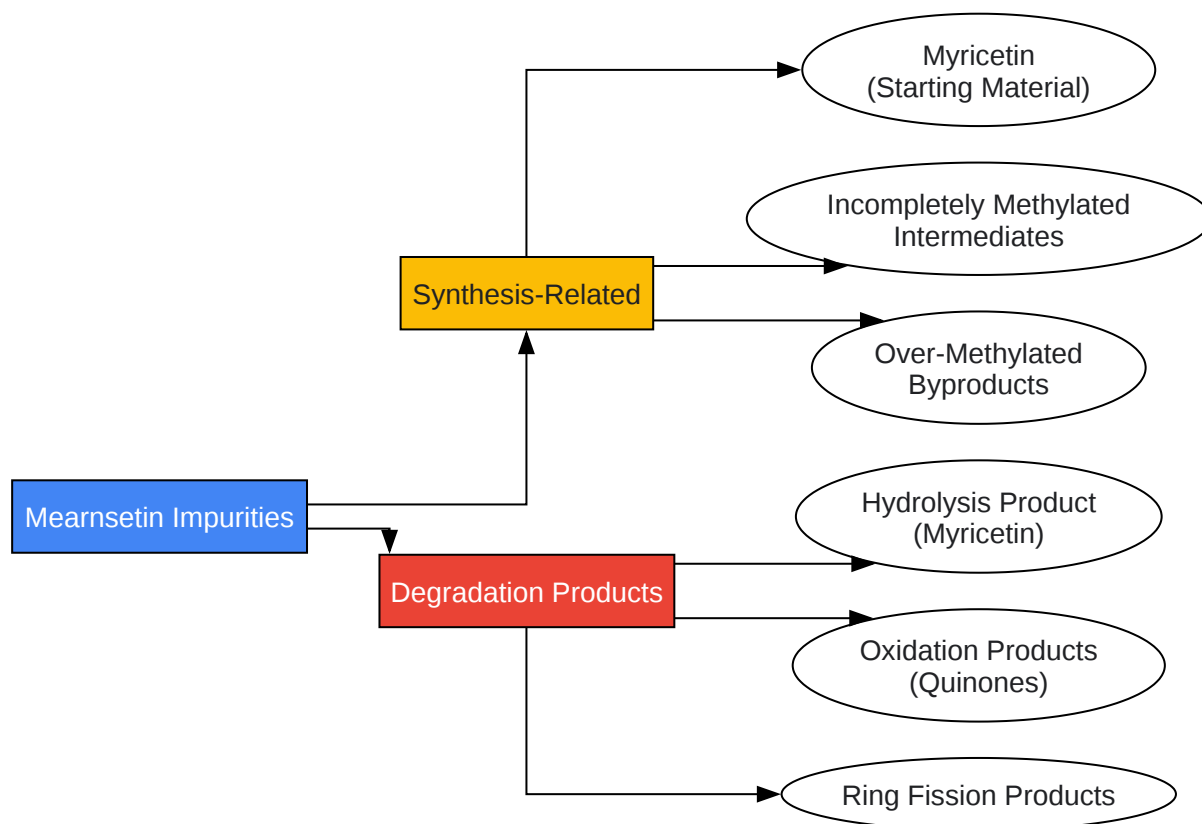 Myricetin
(Starting Material)
Incompletely Methylated
Intermediates
Synthesis-Related
Over-Methylated
Byproducts
Mearnsetin Impurities
Hydrolysis Product
(Myricetin)
Degradation Products
Oxidation Products
(Quinones)
Ring Fission Products